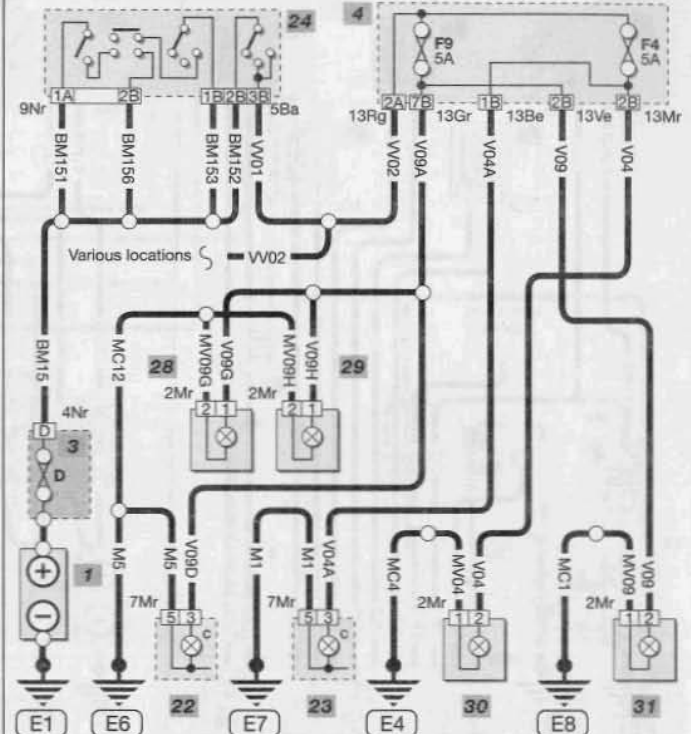 24
4
F9
5A
F4
5A
1A
2B
1B
2B
3B
2A
7B
1B
2B
2B
9Nr
5Ba
13Rg
13Gr
13Be
13Ve
13Mr
BM151
BM156
BM153
BM152
VV01
VV02
V09A
V04A
V09
V04
Various locations
VV02
BM15
MC12
28
MV09G
V09G
MV09H
V09H
29
2Mr
2Mr
2
1
2
1
4Nr
D
3
D
1
M5
M5
V09D
M1
M1
V04A
MC4
MV04
V04
MC1
MV09
V09
7Mr
7Mr
2Mr
2Mr
5
3
5
3
1
2
1
2
C
C
22
23
30
31
E1
E6
E7
E4
E8